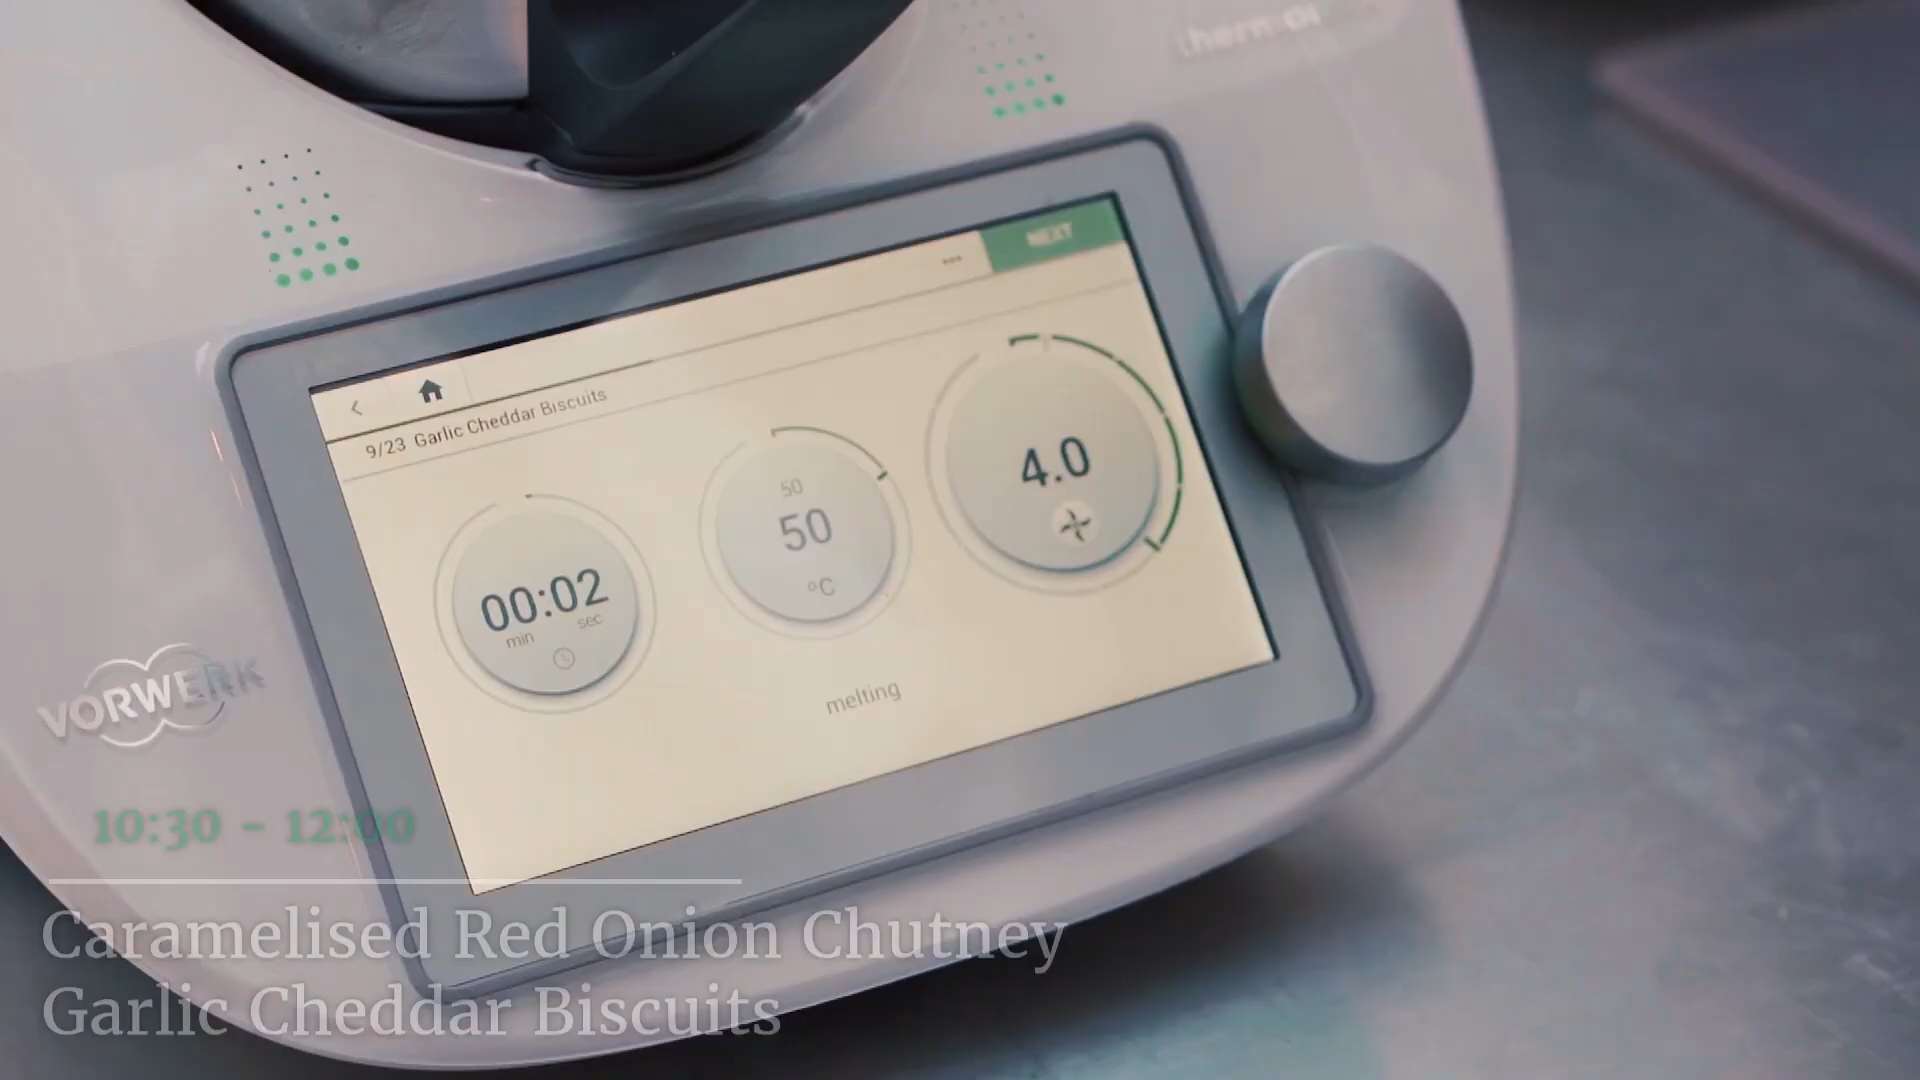 NEXT
9/23 Garlic Cheddar Biscuits
00:02
min sec
50
50
°C
4.0
melting
VORWERK
10:30 - 12:00
Caramelised Red Onion Chutney
Garlic Cheddar Biscuits